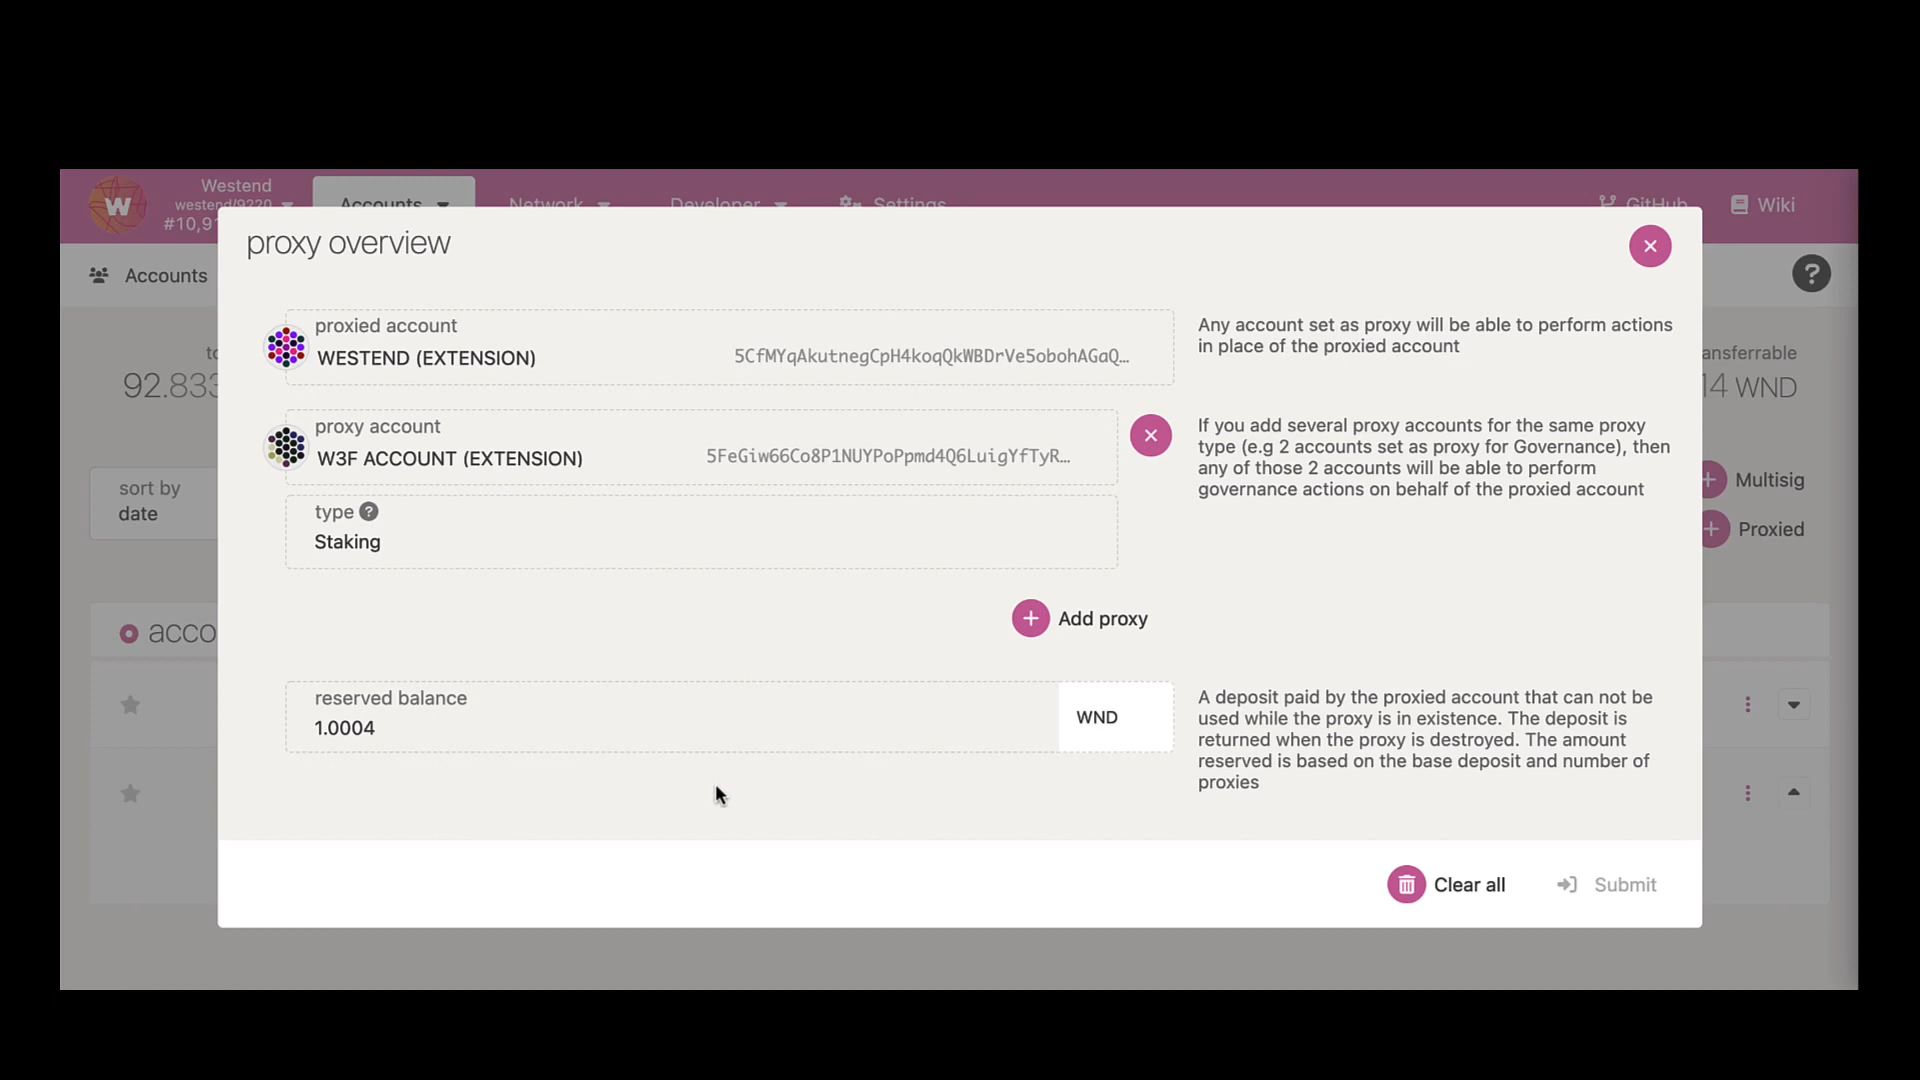 Westend
westend/9220
#10,91
Accounts
Network
Developer
Settings
GitHub
Wiki
W
proxy overview
Accounts
proxied account
WESTEND (EXTENSION)
5CfMYqAkutnegCpH4koqQkWBDrVe5obohAGaQ…
Any account set as proxy will be able to perform actions
in place of the proxied account
92.833
ansferrable
14 WND
proxy account
W3F ACCOUNT (EXTENSION)
5FeGiw66Co8P1NUYPoPpmd4Q6LuigYfTyR…
If you add several proxy accounts for the same proxy
type (e.g 2 accounts set as proxy for Governance), then
any of those 2 accounts will be able to perform
governance actions on behalf of the proxied account
sort by
date
Multisig
Proxied
type
Staking
Add proxy
acco
reserved balance
1.0004
WND
A deposit paid by the proxied account that can not be
used while the proxy is in existence. The deposit is
returned when the proxy is destroyed. The amount
reserved is based on the base deposit and number of
proxies
Clear all
Submit